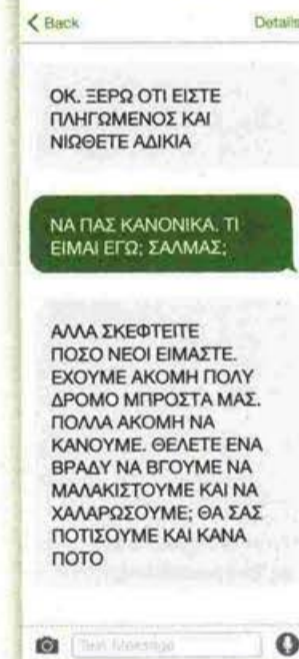 Back Details
ΟΚ. ΞΕΡΩ ΟΤΙ ΕΙΣΤΕ
ΠΛΗΓΩΜΕΝΟΣ ΚΑΙ
ΝΙΩΘΕΤΕ ΑΔΙΚΙΑ
ΝΑ ΠΑΣ ΚΑΝΟΝΙΚΑ. ΤΙ
ΕΙΜΑΙ ΕΓΩ; ΣΑΛΜΑΣ;
ΑΛΛΑ ΣΚΕΦΤΕΙΤΕ
ΠΟΣΟ ΝΕΟΙ ΕΙΜΑΣΤΕ.
ΕΧΟΥΜΕ ΑΚΟΜΗ ΠΟΛΥ
ΔΡΟΜΟ ΜΠΡΟΣΤΑ ΜΑΣ.
ΠΟΛΛΑ ΑΚΟΜΗ ΝΑ
ΚΑΝΟΥΜΕ. ΘΕΛΕΤΕ ΕΝΑ
ΒΡΑΔΥ ΝΑ ΒΓΟΥΜΕ ΝΑ
ΜΑΛΑΚΙΣΤΟΥΜΕ ΚΑΙ ΝΑ
ΧΑΛΑΡΩΣΟΥΜΕ; ΘΑ ΣΑΣ
ΠΟΤΙΣΟΥΜΕ ΚΑΙ ΚΑΝΑ
ΠΟΤΟ
Text Message